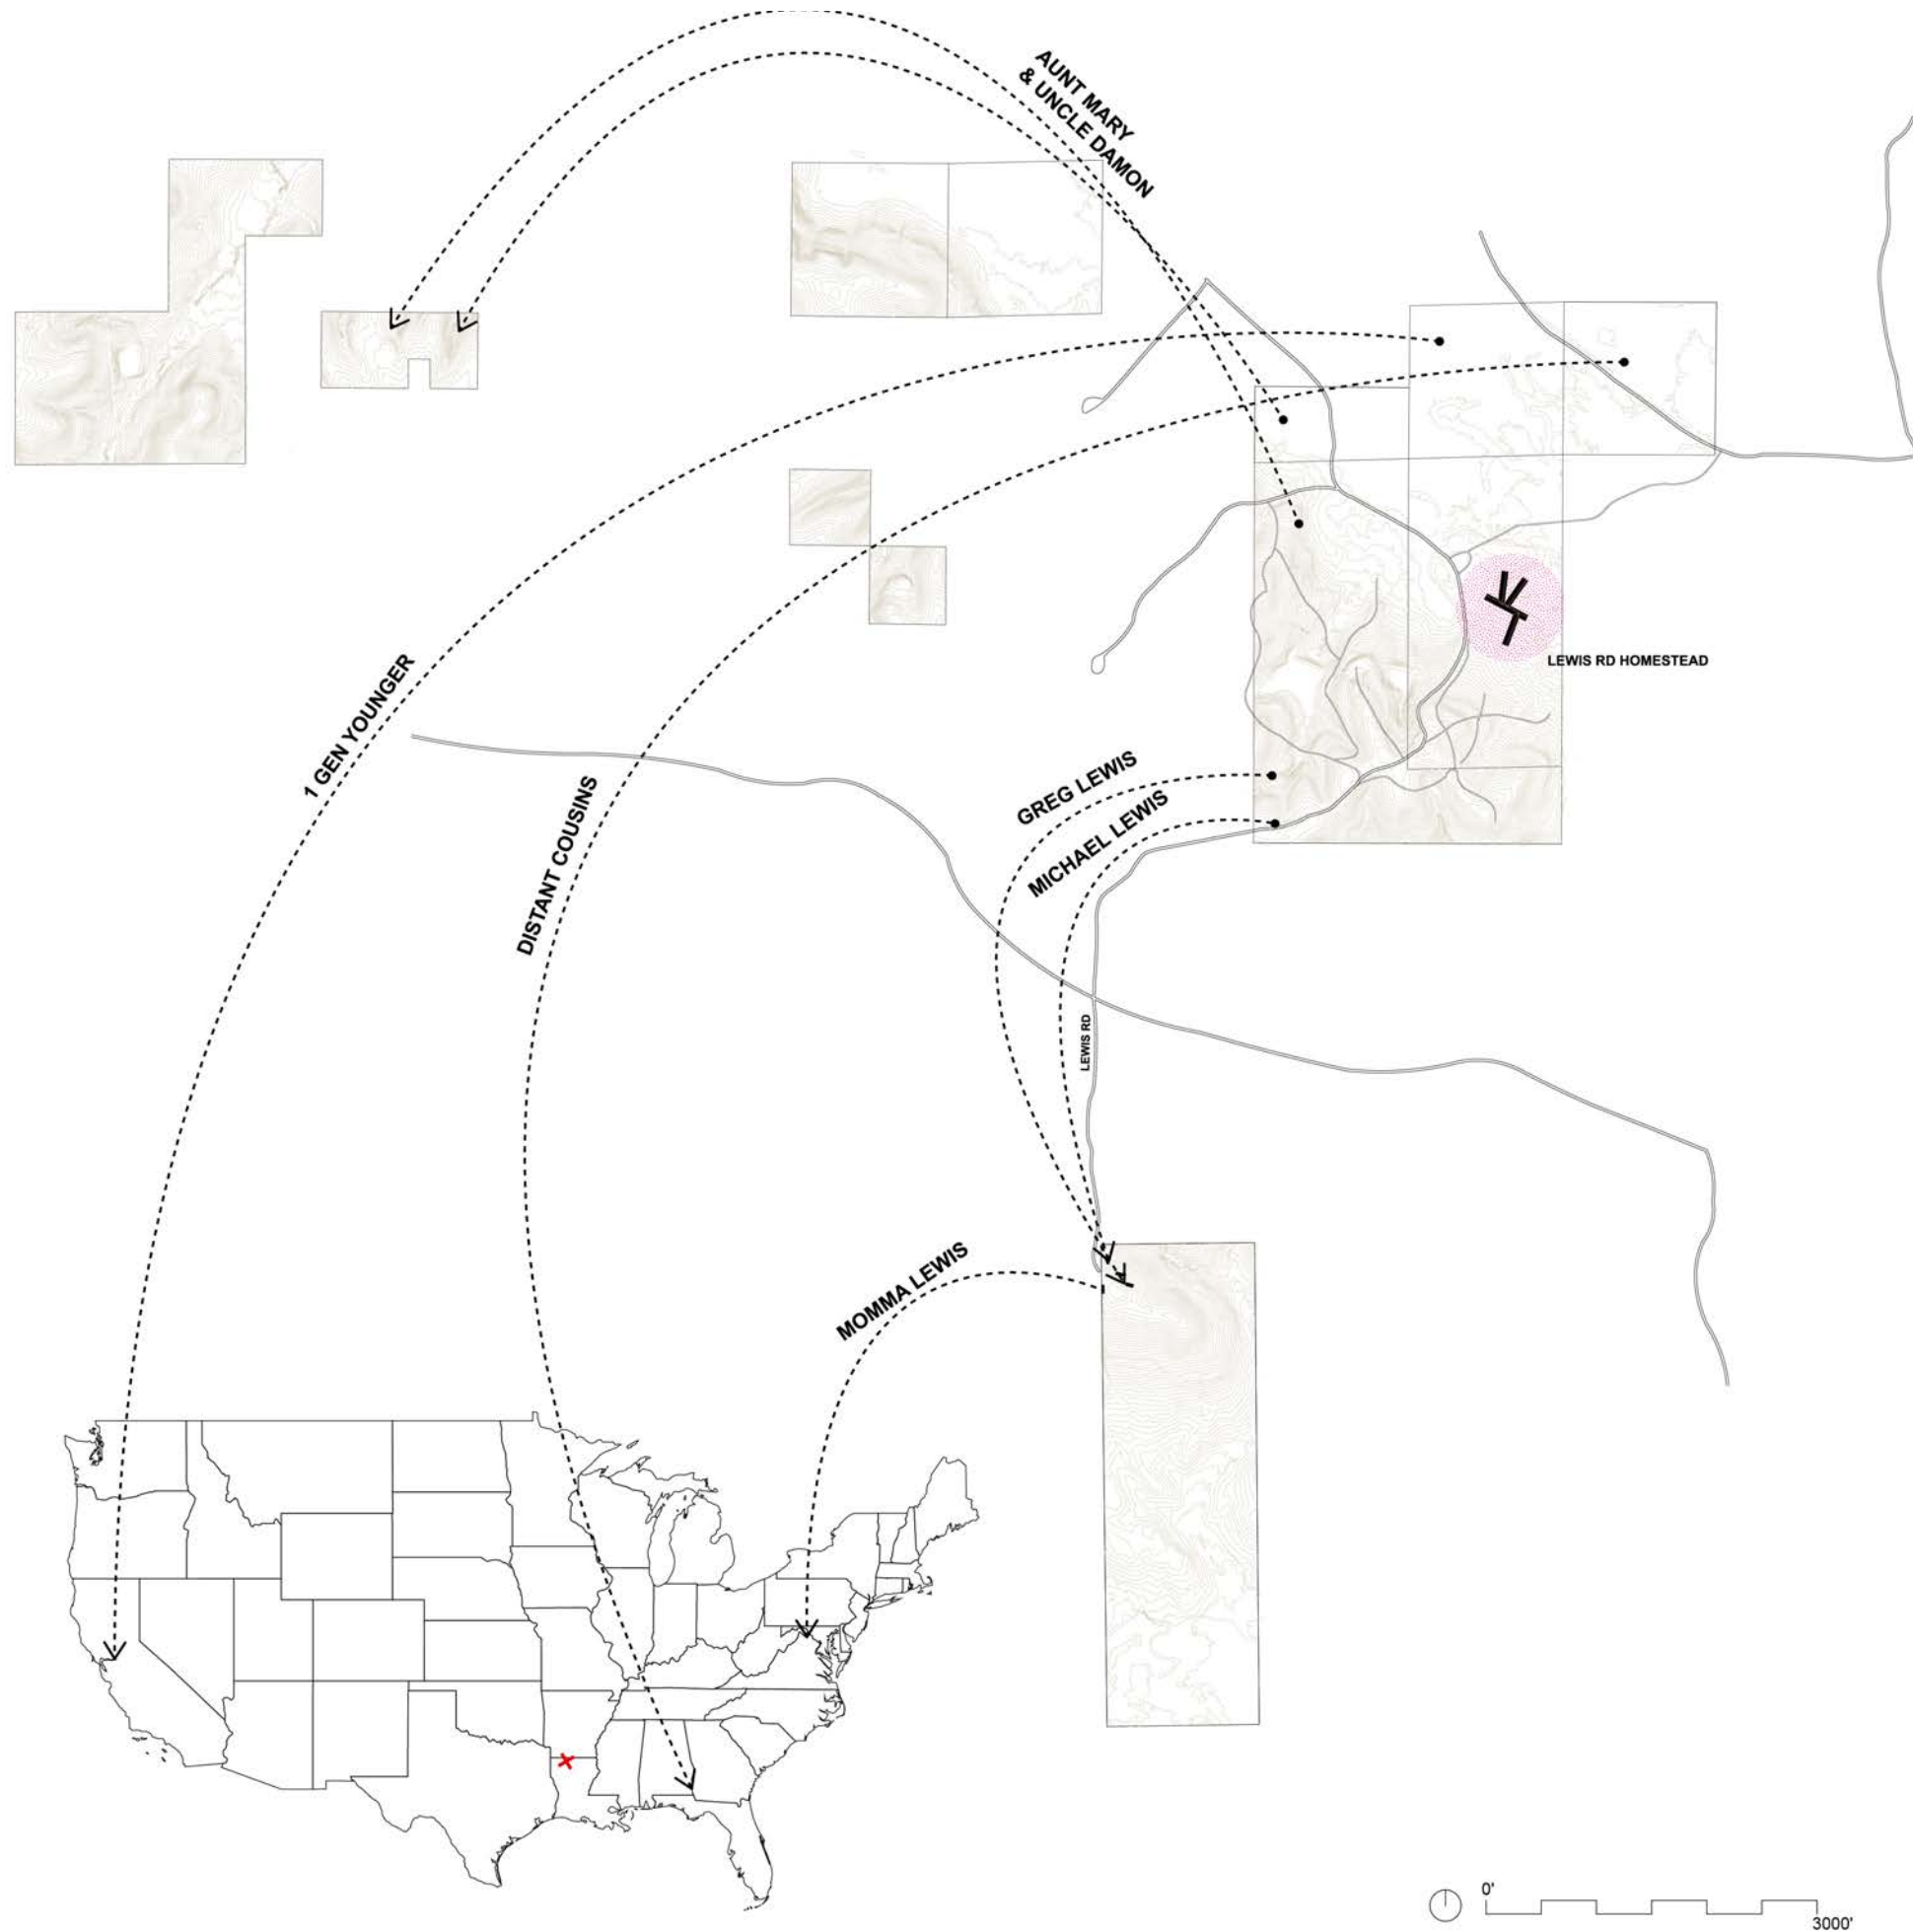 AUNT MARY
& UNCLE DAMON
LEWIS RD HOMESTEAD
1 GEN YOUNGER
GREG LEWIS
MICHAEL LEWIS
DISTANT COUSINS
LEWIS RD
MOMMA LEWIS
0'
3000'